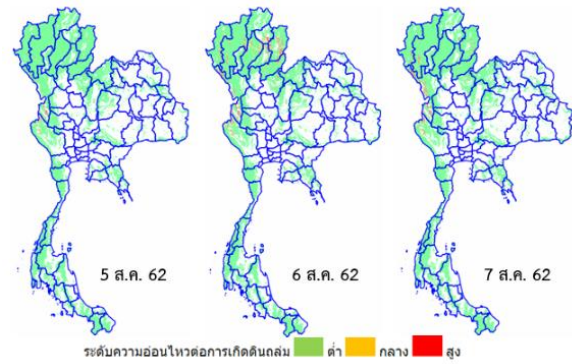 5 ส.ค. 62
6 ส.ค. 62
7 ส.ค. 62
ระดับความอ่อนไหวต่อการเกิดดินถล่ม ต่ำ กลาง สูง